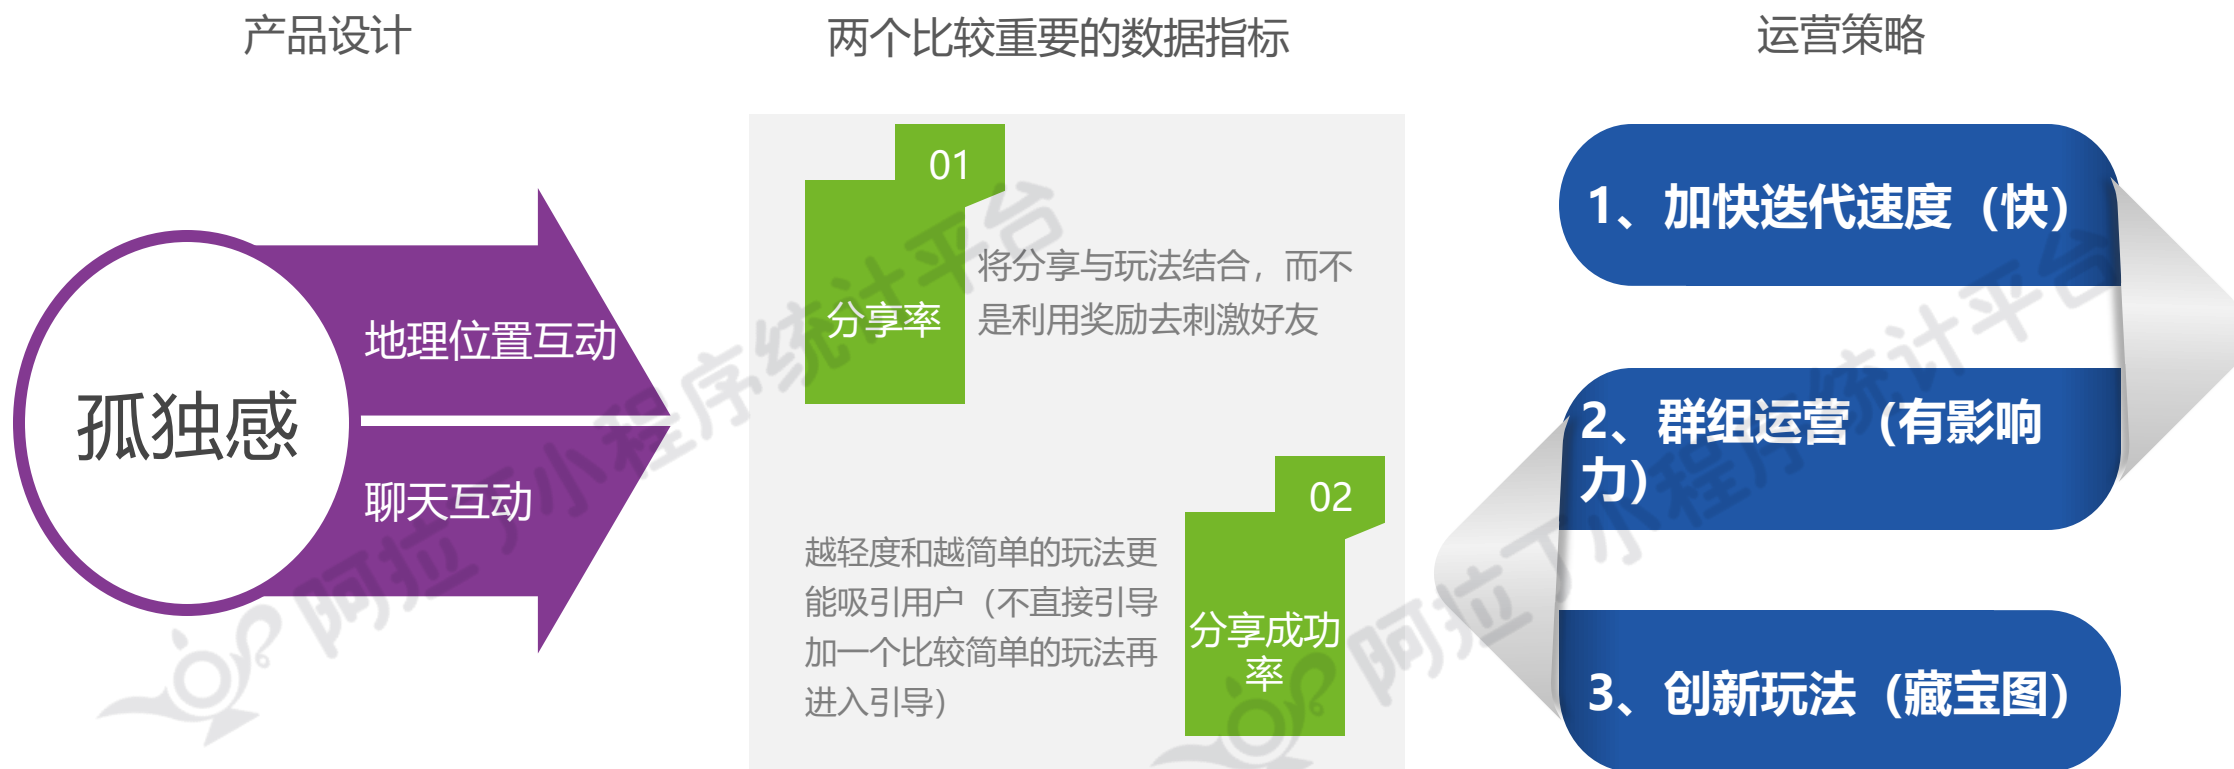 产品设计
孤独感
地理位置互动
聊天互动
两个比较重要的数据指标
01
分享率
将分享与玩法结合，而不
是利用奖励去刺激好友
02
分享成功
率
越轻度和越简单的玩法更
能吸引用户（不直接引导
加一个比较简单的玩法再
进入引导）
运营策略
1、加快迭代速度（快）
2、群组运营（有影响
力）
3、创新玩法（藏宝图）
阿拉丁小程序统计平台
阿拉丁小程序统计平台